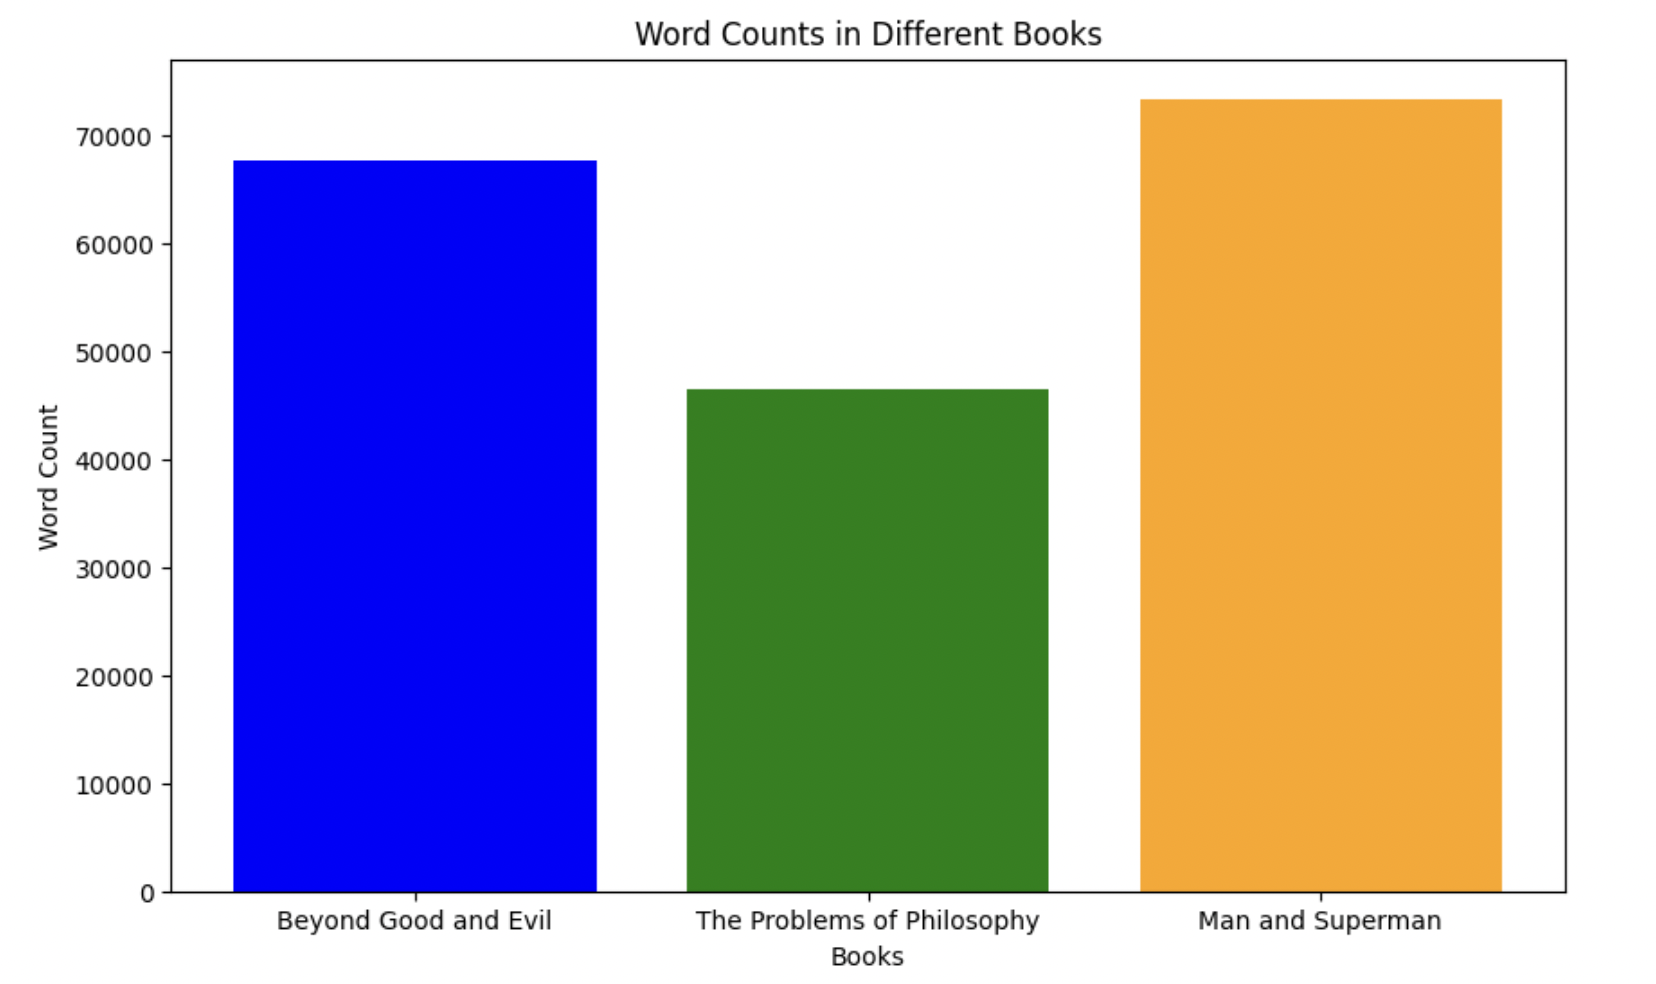 Word Counts in Different Books
70000
60000
50000
40000
30000
20000
10000
0
Word Count
Beyond Good and Evil
The Problems of Philosophy
Man and Superman
Books